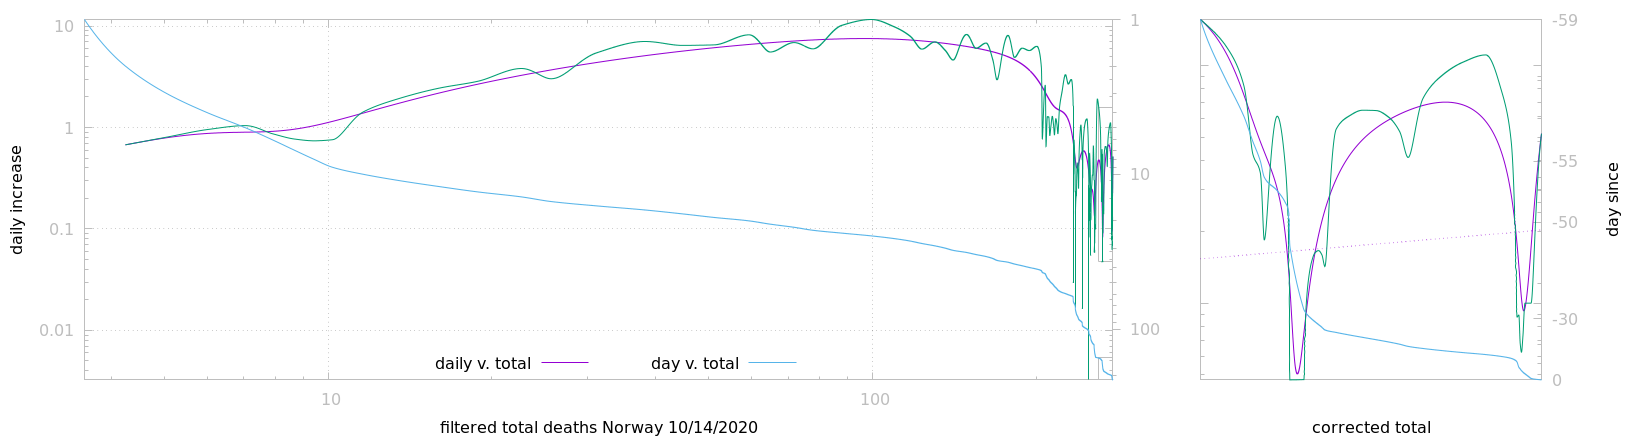 10
1
0.1
0.01
daily increase
daily v. total
day v. total
10
100
1
10
100
filtered total deaths Norway 10/14/2020
-59
-55
-50
-30
0
day since
corrected total